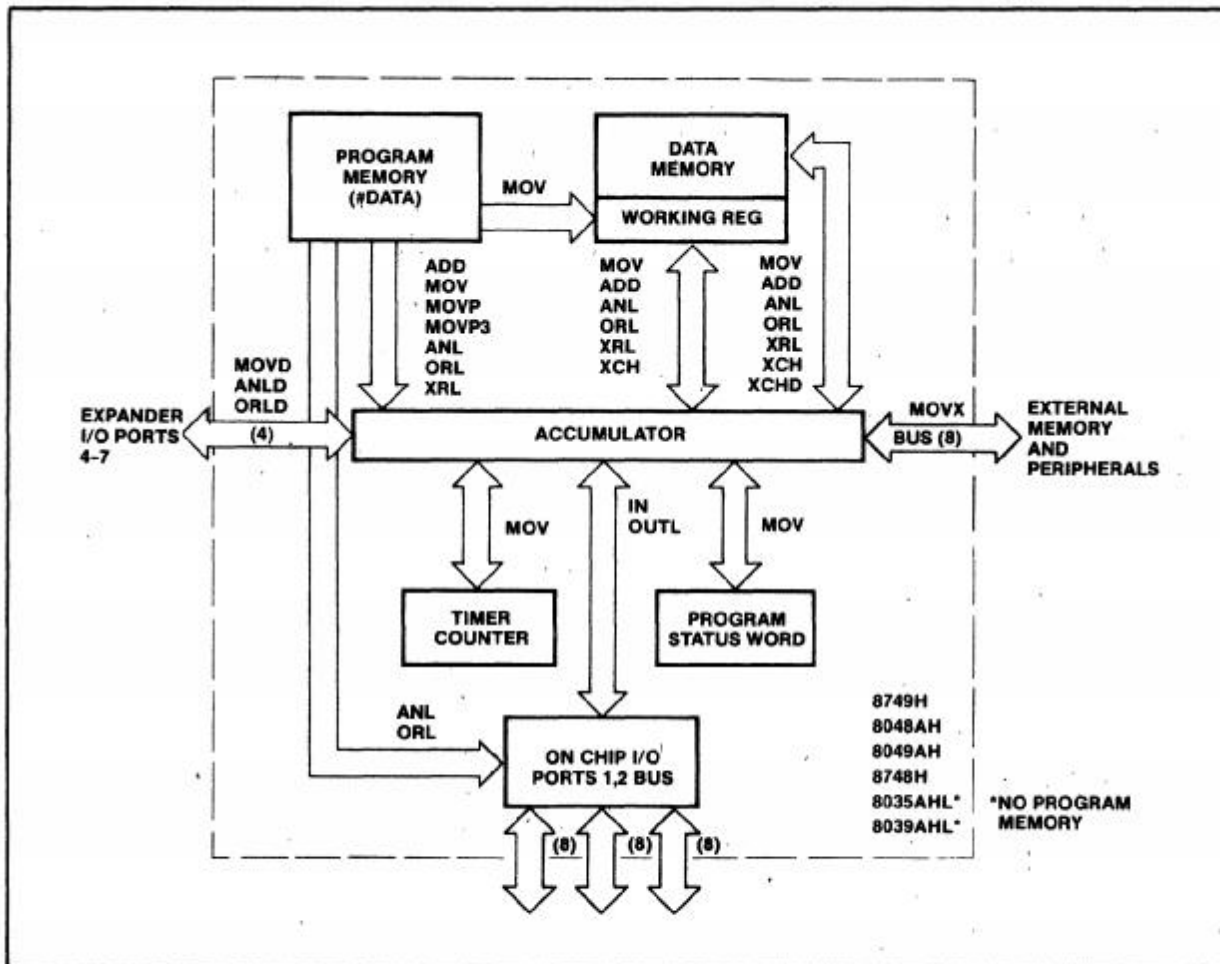 PROGRAM
MEMORY
(#DATA)
MOV
DATA
MEMORY
WORKING REG
ADD
MOV
MOVP
MOVP3
ANL
ORL
XRL
MOV
ADD
ANL
ORL
XRL
XCH
MOV
ADD
ANL
ORL
XRL
XCH
XCHD
MOVD
ANLD
ORLD
EXPANDER
I/O PORTS
4-7
(4)
ACCUMULATOR
MOVX
BUS (8)
EXTERNAL
MEMORY
AND
PERIPHERALS
MOV
IN
OUTL
MOV
TIMER
COUNTER
PROGRAM
STATUS WORD
ANL
ORL
ON CHIP I/O
PORTS 1,2 BUS
(8)
(8)
(8)
8749H
8048AH
8049AH
8748H
8035AHL*
8039AHL*
*NO PROGRAM
MEMORY